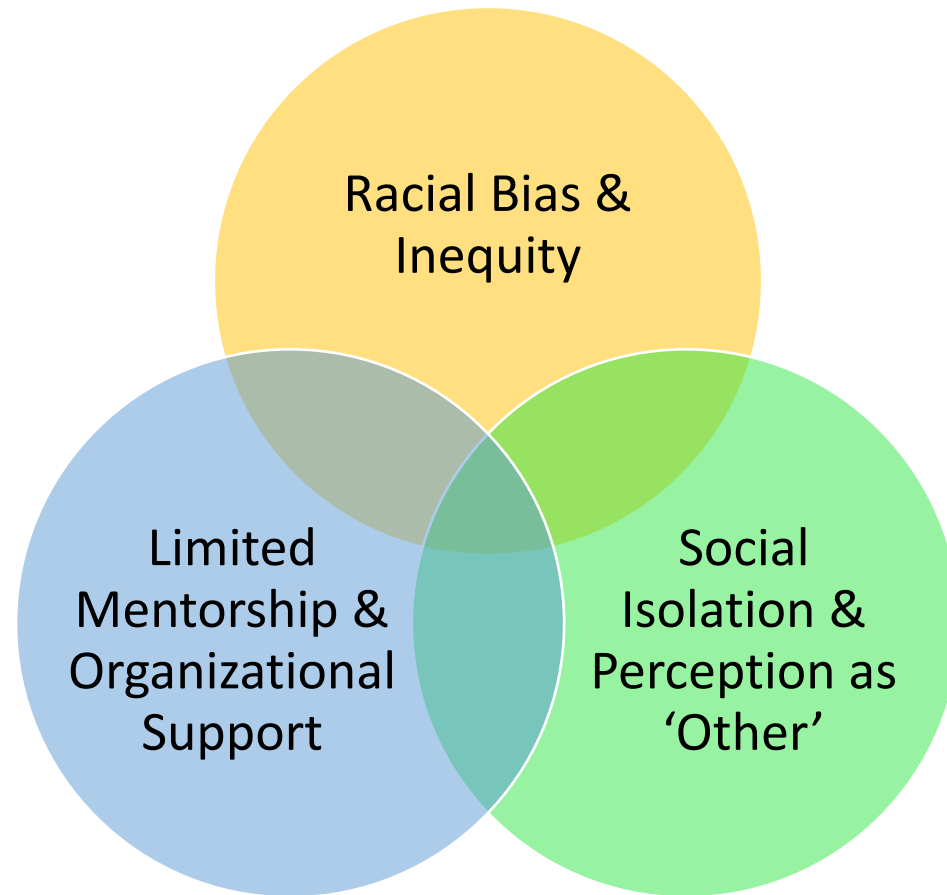 Racial Bias &
Inequity
Limited
Mentorship &
Organizational
Support
Social
Isolation &
Perception as
‘Other’